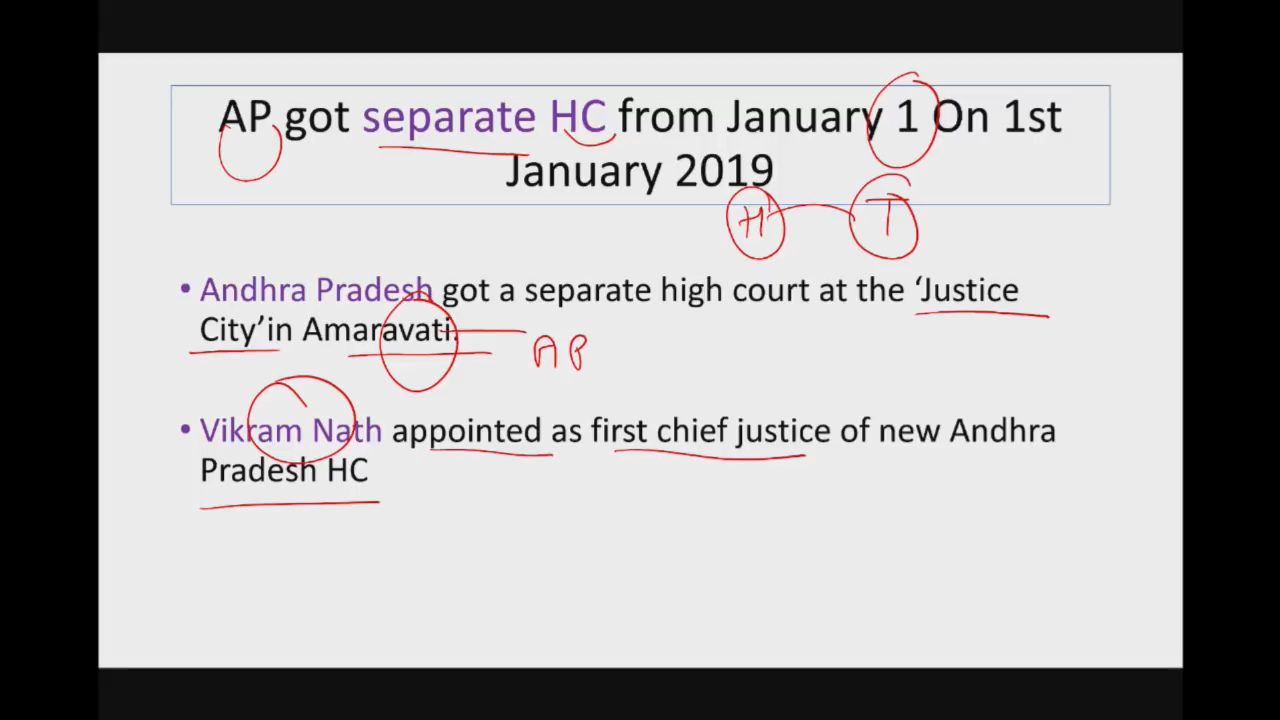 AP got separate HC from January 1 On 1st
January 2019
H T
• Andhra Pradesh got a separate high court at the ‘Justice
City’in Amaravati.
AP
• Vikram Nath appointed as first chief justice of new Andhra
Pradesh HC